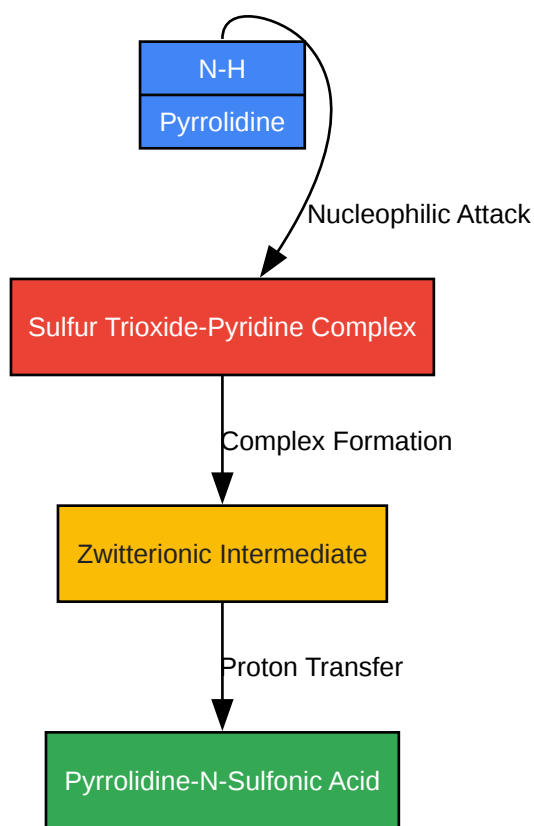 N-H
Pyrrolidine
Nucleophilic Attack
Sulfur Trioxide-Pyridine Complex
Complex Formation
Zwitterionic Intermediate
Proton Transfer
Pyrrolidine-N-Sulfonic Acid